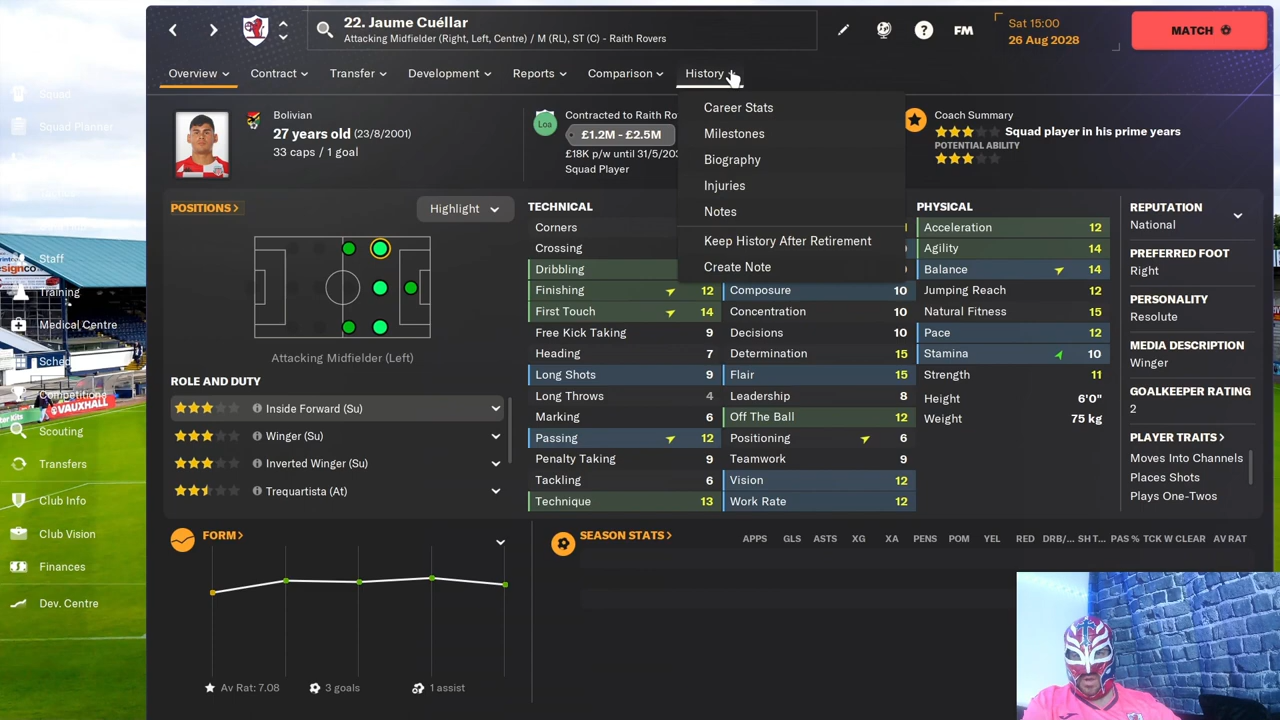 22. Jaume Cuéllar
Attacking Midfielder (Right, Left, Centre) / M (RL), ST (C) - Raith Rovers
FM
Sat 15:00
26 Aug 2028
MATCH
Overview
Contract
Transfer
Development
Reports
Comparison
History
Squad
Squad Planner
Staff
Training
Medical Centre
Sched
Competitions
Scouting
Transfers
Club Info
Club Vision
Finances
Dev. Centre
VAUXHALL
Bolivian
27 years old (23/8/2001)
33 caps / 1 goal
Loa
Contracted to Raith Ro
£1.2M - £2.5M
£18K p/w until 31/5/20
Squad Player
Career Stats
Milestones
Biography
Injuries
Notes
Keep History After Retirement
Create Note
Coach Summary
Squad player in his prime years
POTENTIAL ABILITY
POSITIONS >
Highlight
Attacking Midfielder (Left)
ROLE AND DUTY
Inside Forward (Su)
Winger (Su)
Inverted Winger (Su)
Trequartista (At)
TECHNICAL
Corners
Crossing
Dribbling
Finishing 12
First Touch 14
Free Kick Taking 9
Heading 7
Long Shots 9
Long Throws 4
Marking 6
Passing 12
Penalty Taking 9
Tackling 6
Technique 13
Composure 10
Concentration 10
Decisions 10
Determination 15
Flair 15
Leadership 8
Off The Ball 12
Positioning 6
Teamwork 9
Vision 12
Work Rate 12
PHYSICAL
Acceleration 12
Agility 14
Balance 14
Jumping Reach 12
Natural Fitness 15
Pace 12
Stamina 10
Strength 11
Height 6'0"
Weight 75 kg
REPUTATION
National
PREFERRED FOOT
Right
PERSONALITY
Resolute
MEDIA DESCRIPTION
Winger
GOALKEEPER RATING
2
PLAYER TRAITS >
Moves Into Channels
Places Shots
Plays One-Twos
FORM >
Av Rat: 7.08
3 goals
1 assist
SEASON STATS >
APPS GLS ASTS XG XA PENS POM YEL RED DRB/... SH T... PAS % TCK W CLEAR AV RAT